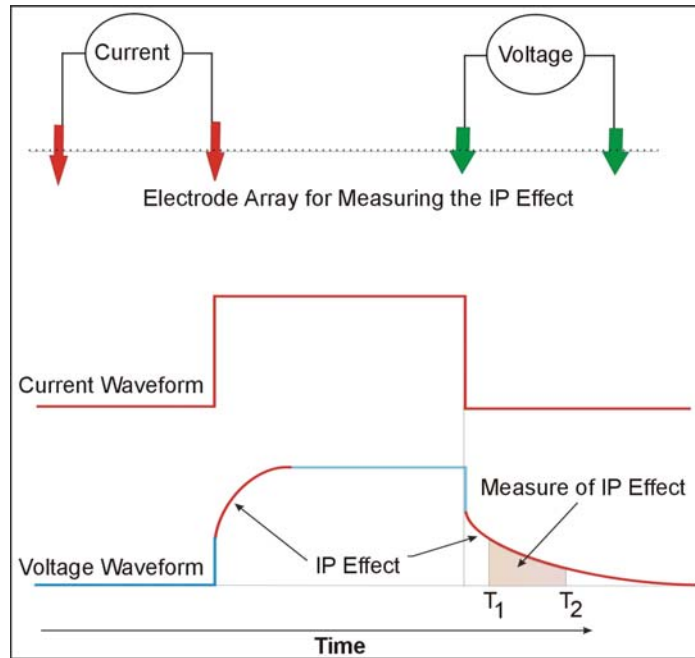 Current
Voltage
Electrode Array for Measuring the IP Effect
Current Waveform
Measure of IP Effect
IP Effect
Voltage Waveform
T1
T2
Time